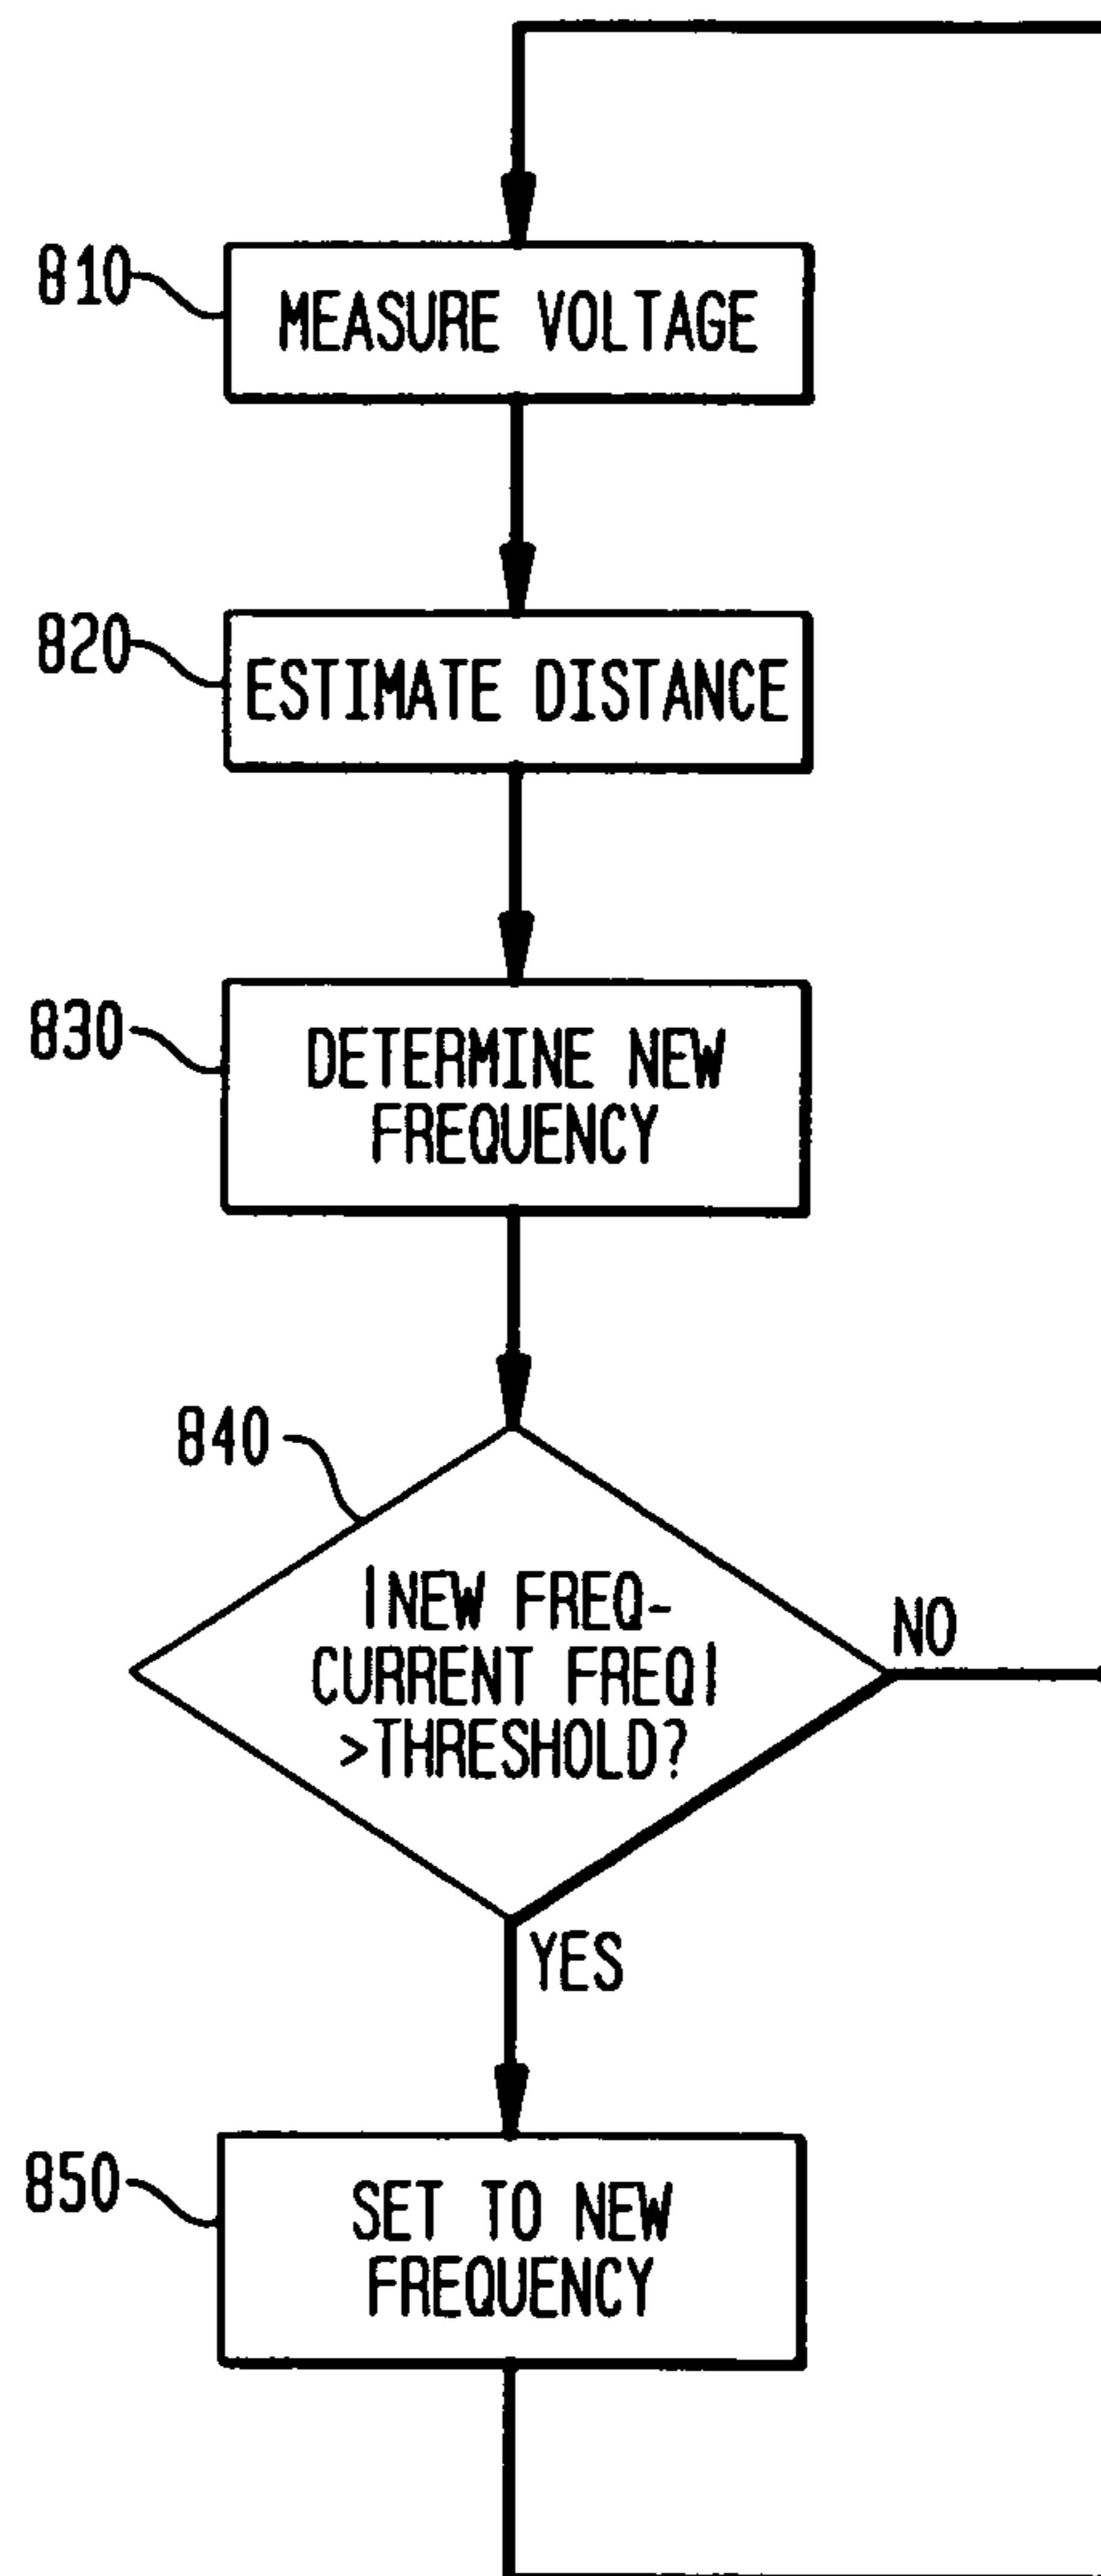 810
MEASURE VOLTAGE
820
ESTIMATE DISTANCE
830
DETERMINE NEW
FREQUENCY
840
|NEW FREQ-
CURRENT FREQ|
>THRESHOLD?
NO
YES
850
SET TO NEW
FREQUENCY